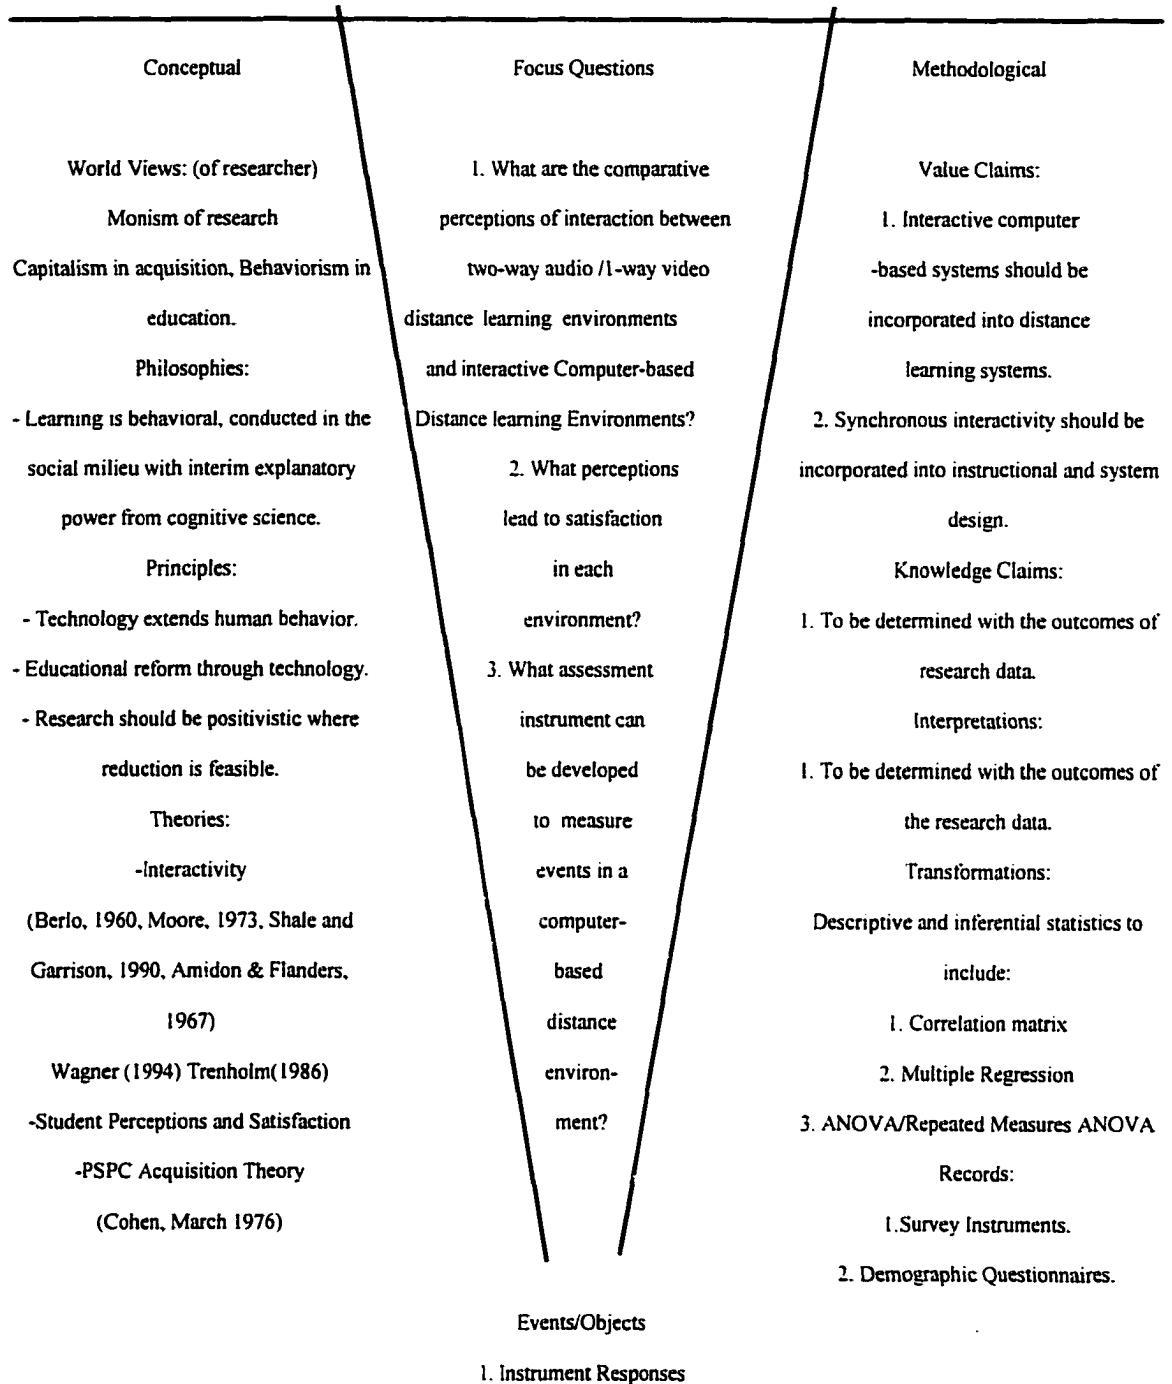 Conceptual
World Views: (of researcher)
Monism of research
Capitalism in acquisition, Behaviorism in
education.
Philosophies:
- Learning is behavioral, conducted in the
social milieu with interim explanatory
power from cognitive science.
Principles:
- Technology extends human behavior.
- Educational reform through technology.
- Research should be positivistic where
reduction is feasible.
Theories:
-Interactivity
(Berlo, 1960, Moore, 1973, Shale and
Garrison, 1990, Amidon & Flanders,
1967)
Wagner (1994) Trenholm(1986)
-Student Perceptions and Satisfaction
-PSPC Acquisition Theory
(Cohen, March 1976)
Focus Questions
1. What are the comparative
perceptions of interaction between
two-way audio /1-way video
distance learning environments
and interactive Computer-based
Distance learning Environments?
2. What perceptions
lead to satisfaction
in each
environment?
3. What assessment
instrument can
be developed
to measure
events in a
computer-
based
distance
environ-
ment?
Methodological
Value Claims:
1. Interactive computer
-based systems should be
incorporated into distance
learning systems.
2. Synchronous interactivity should be
incorporated into instructional and system
design.
Knowledge Claims:
1. To be determined with the outcomes of
research data.
Interpretations:
1. To be determined with the outcomes of
the research data.
Transformations:
Descriptive and inferential statistics to
include:
1. Correlation matrix
2. Multiple Regression
3. ANOVA/Repeated Measures ANOVA
Records:
1.Survey Instruments.
2. Demographic Questionnaires.
Events/Objects
1. Instrument Responses